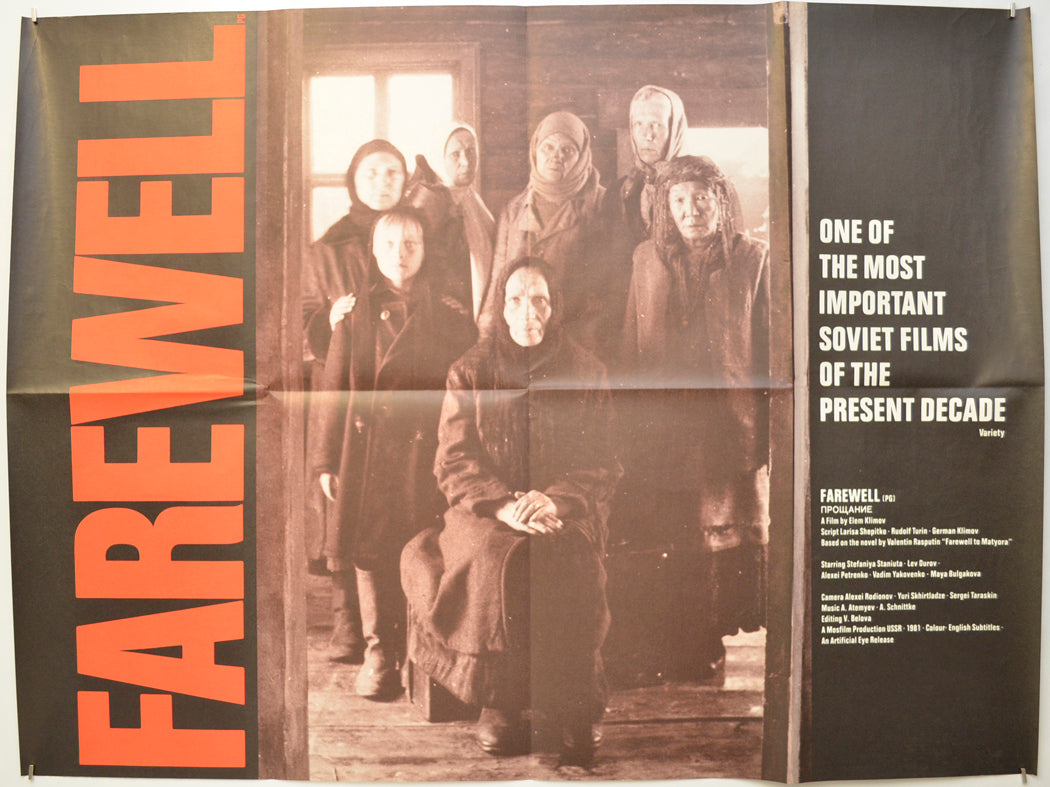 FAREWELL PG
ONE OF
THE MOST
IMPORTANT
SOVIET FILMS
OF THE
PRESENT DECADE
Variety
FAREWELL (PG)
ПРОЩАНИЕ
A Film by Elem Klimov
Script Larisa Shepitko · Rudolf Turin · German Klimov
Based on the novel by Valentin Rasputin "Farewell to Matyora"
Starring Stefaniya Staniuta · Lev Durov ·
Alexei Petrenko · Vadim Yakovenko · Maya Bulgakova
Camera Alexei Rodionov · Yuri Skhirtladze · Sergei Taraskin
Music A. Atemyev · A. Schnittke
Editing V. Belova
A Mosfilm Production USSR · 1981 · Colour · English Subtitles ·
An Artificial Eye Release